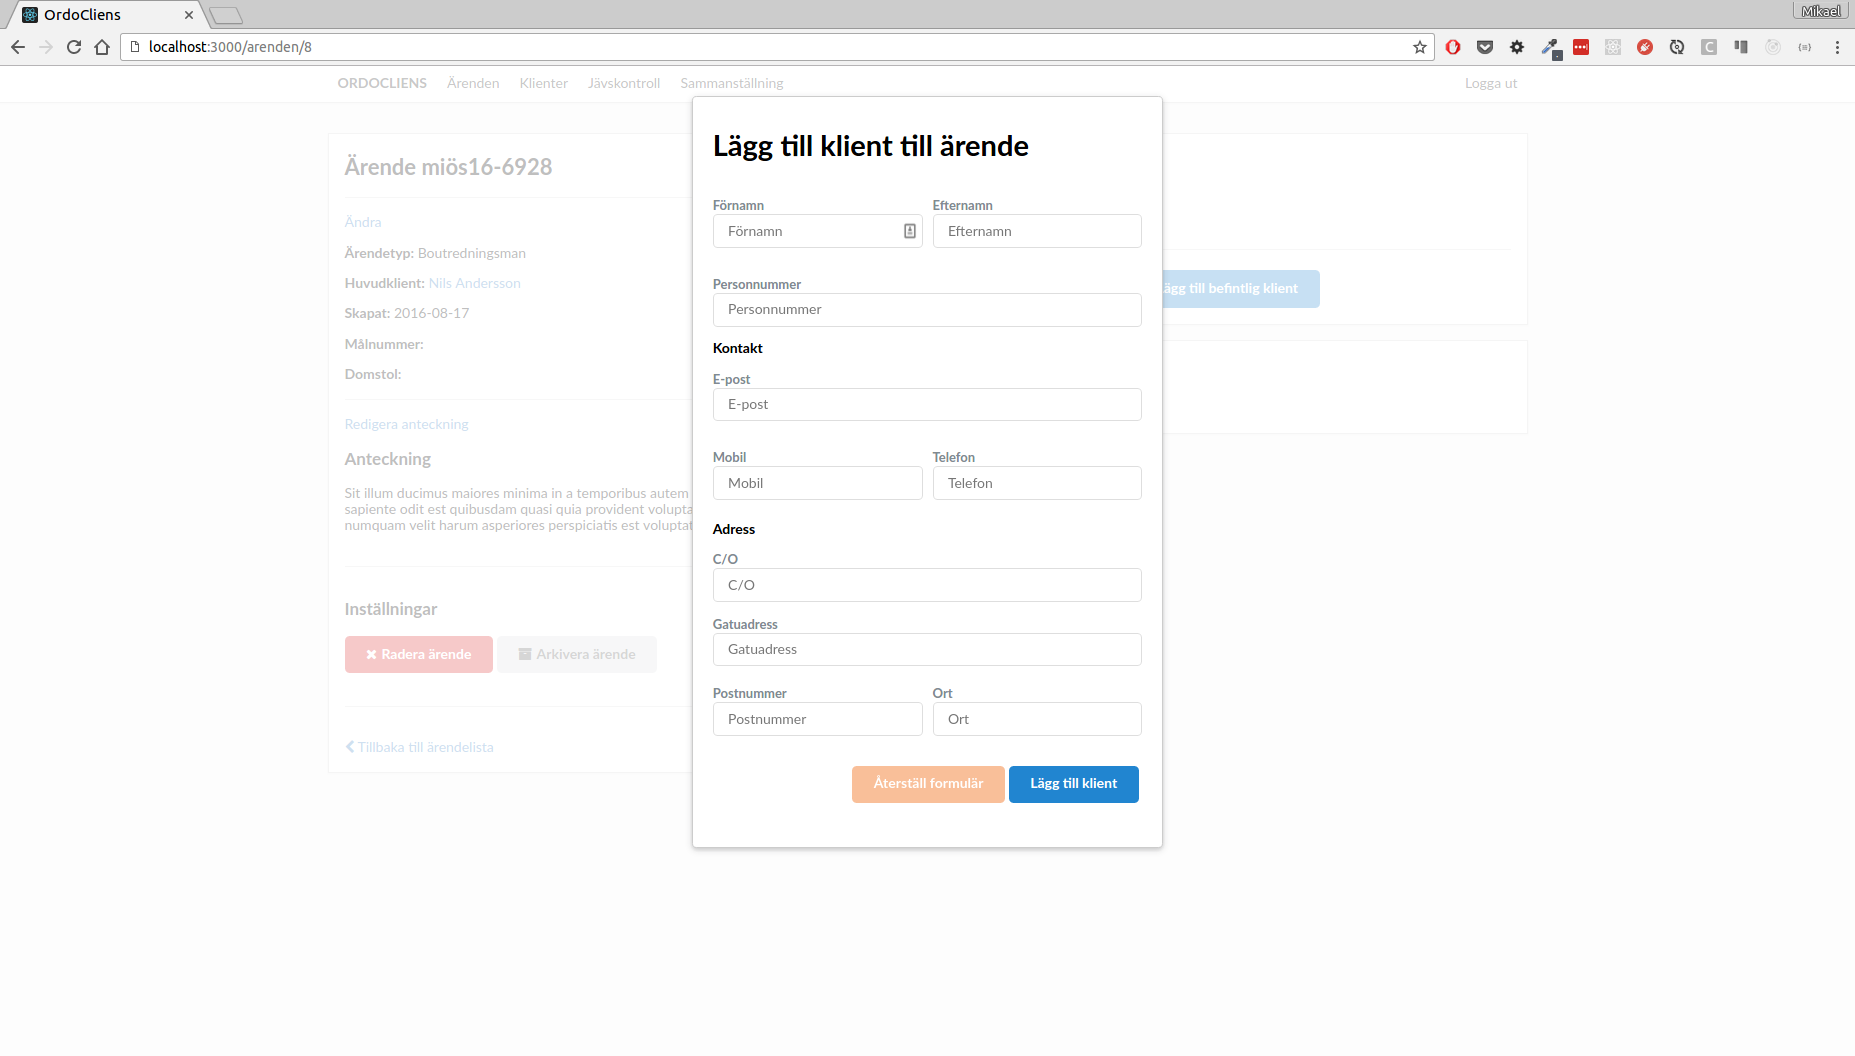 OrdoCliens
Mikael
localhost:3000/arenden/8
ORDOCLIENS Ärenden Klienter Jävskontroll Sammanställning Logga ut
Ärende miös16-6928
Ändra
Ärendetyp: Boutredningsman
Huvudklient: Nils Andersson
Skapat: 2016-08-17
Målnummer:
Domstol:
Redigera anteckning
Anteckning
Sit illum ducimus maiores minima in a temporibus autem
sapiente odit est quibusdam quasi quia provident volupta
numquam velit harum asperiores perspiciatis est voluptat
Inställningar
Radera ärende Arkivera ärende
Tillbaka till ärendelista
Lägg till klient till ärende
Förnamn Efternamn
Förnamn Efternamn
Personnummer
Personnummer
Kontakt
E-post
E-post
Mobil Telefon
Mobil Telefon
Adress
C/O
C/O
Gatuadress
Gatuadress
Postnummer Ort
Postnummer Ort
Återställ formulär Lägg till klient
ägg till befintlig klient